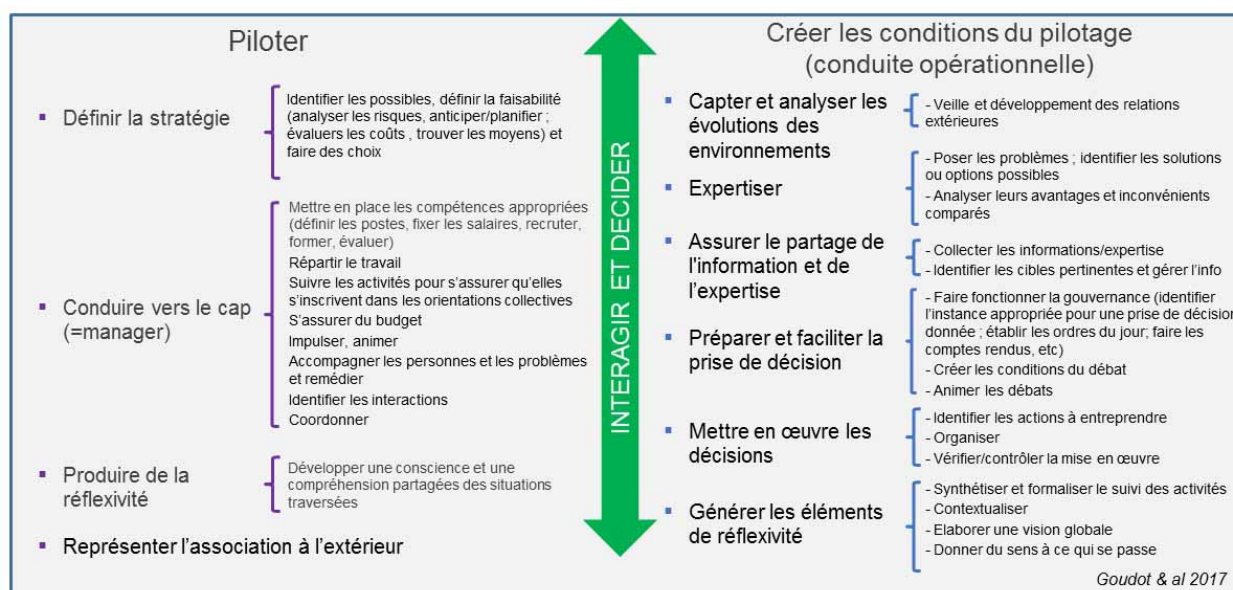 Piloter
▪ Définir la stratégie
Identifier les possibles, définir la faisabilité
(analyser les risques, anticiper/planifier ;
évaluers les coûts , trouver les moyens) et
faire des choix
▪ Conduire vers le cap
(=manager)
Mettre en place les compétences appropriées
(définir les postes, fixer les salaires, recruter,
former, évaluer)
Répartir le travail
Suivre les activités pour s'assurer qu'elles
s'inscrivent dans les orientations collectives
S'assurer du budget
Impulser, animer
Accompagner les personnes et les problèmes
et remédier
Identifier les interactions
Coordonner
▪ Produire de la
réflexivité
Développer une conscience et une
compréhension partagées des situations
traversées
▪ Représenter l'association à l'extérieur
INTERAGIR ET DECIDER
Créer les conditions du pilotage
(conduite opérationnelle)
▪ Capter et analyser les
évolutions des
environnements
- Veille et développement des relations
extérieures
▪ Expertiser
- Poser les problèmes ; identifier les solutions
ou options possibles
- Analyser leurs avantages et inconvénients
comparés
▪ Assurer le partage de
l'information et de
l'expertise
- Collecter les informations/expertise
- Identifier les cibles pertinentes et gérer l'info
▪ Préparer et faciliter la
prise de décision
- Faire fonctionner la gouvernance (identifier
l'instance appropriée pour une prise de décision
donnée ; établir les ordres du jour; faire les
comptes rendus, etc)
- Créer les conditions du débat
- Animer les débats
▪ Mettre en œuvre les
décisions
- Identifier les actions à entreprendre
- Organiser
- Vérifier/contrôler la mise en œuvre
▪ Générer les éléments
de réflexivité
- Synthétiser et formaliser le suivi des activités
- Contextualiser
- Elaborer une vision globale
- Donner du sens à ce qui se passe
Goudot & al 2017